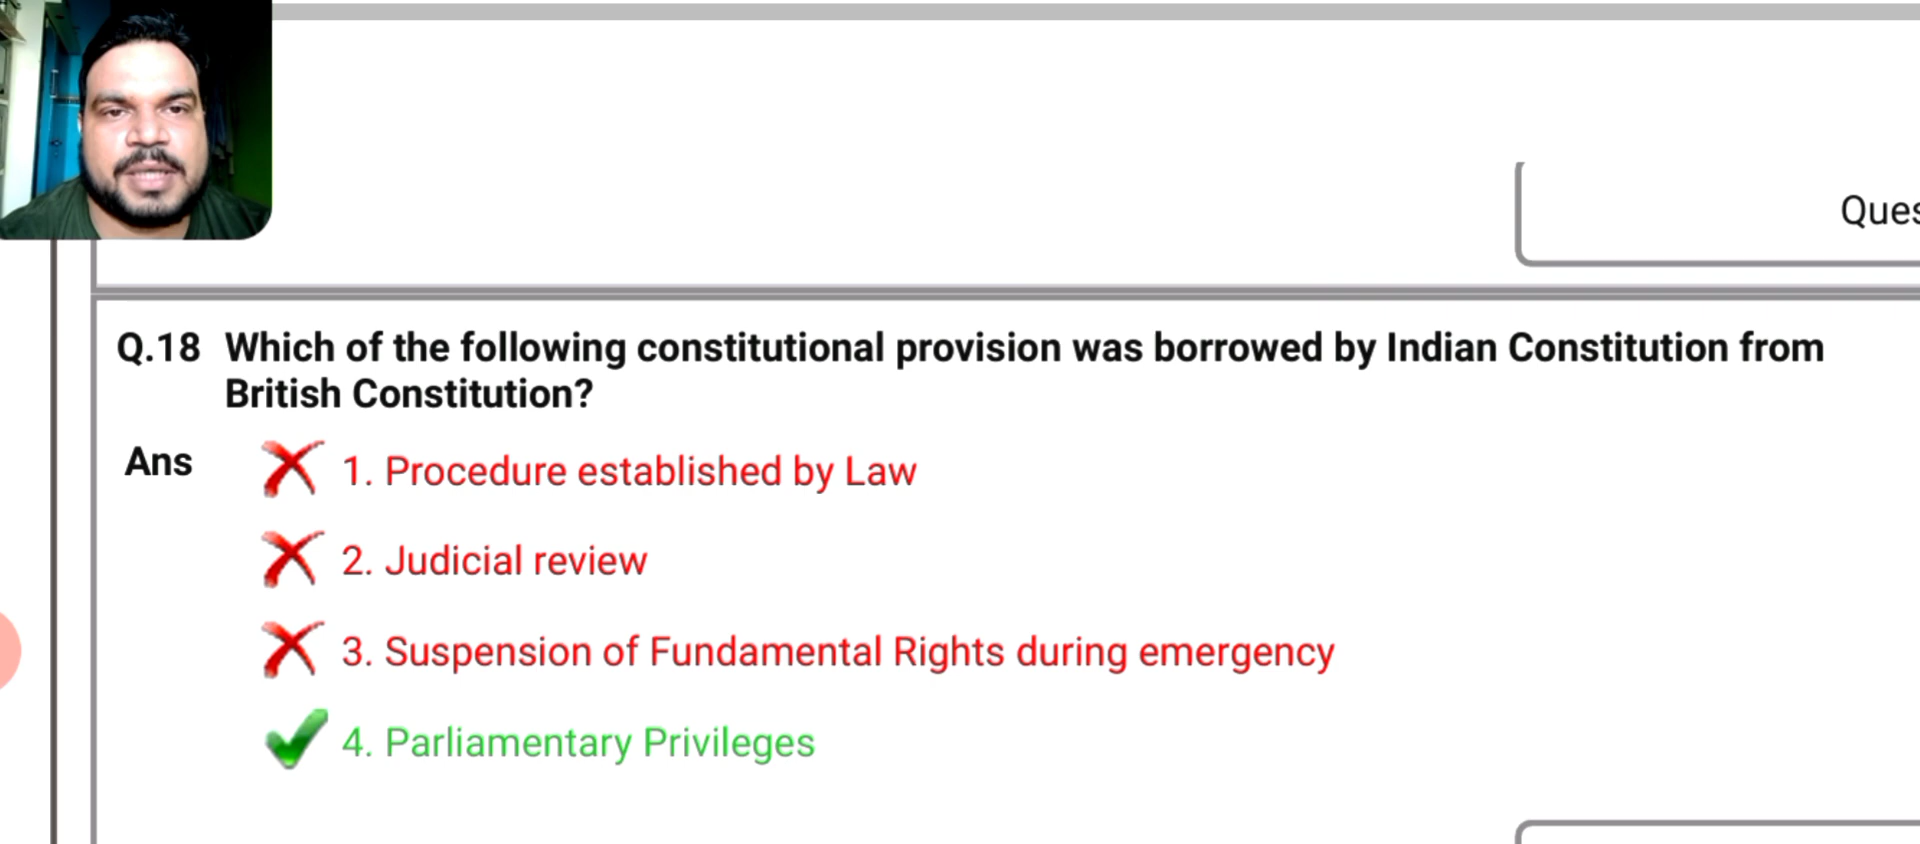 Q.18 Which of the following constitutional provision was borrowed by Indian Constitution from
British Constitution?
Ans
1. Procedure established by Law
2. Judicial review
3. Suspension of Fundamental Rights during emergency
4. Parliamentary Privileges